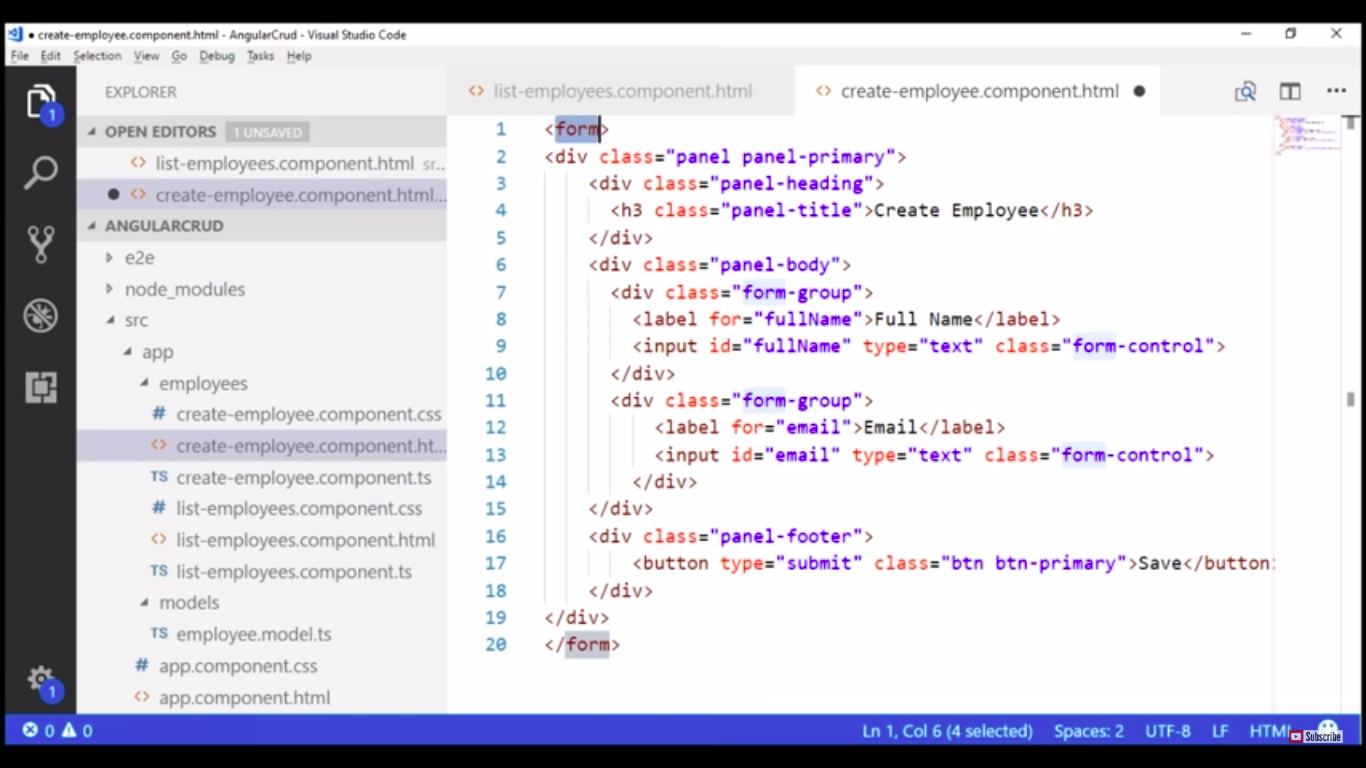 create-employee.component.html - AngularCrud - Visual Studio Code
File Edit Selection View Go Debug Tasks Help
EXPLORER
OPEN EDITORS 1 UNSAVED
list-employees.component.html sr...
create-employee.component.html...
ANGULARCRUD
e2e
node_modules
src
app
employees
create-employee.component.css
create-employee.component.ht...
TS create-employee.component.ts
list-employees.component.css
list-employees.component.html
TS list-employees.component.ts
models
TS employee.model.ts
app.component.css
app.component.html
1
1
list-employees.component.html create-employee.component.html
1 <form>
2 <div class="panel panel-primary">
3 <div class="panel-heading">
4 <h3 class="panel-title">Create Employee</h3>
5 </div>
6 <div class="panel-body">
7 <div class="form-group">
8 <label for="fullName">Full Name</label>
9 <input id="fullName" type="text" class="form-control">
10 </div>
11 <div class="form-group">
12 <label for="email">Email</label>
13 <input id="email" type="text" class="form-control">
14 </div>
15 </div>
16 <div class="panel-footer">
17 <button type="submit" class="btn btn-primary">Save</button
18 </div>
19 </div>
20 </form>
0 0 Ln 1, Col 6 (4 selected) Spaces: 2 UTF-8 LF HTML
Subscribe